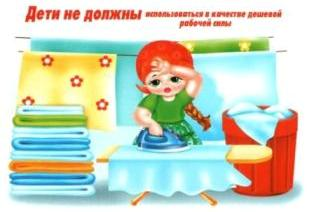 Дети не должны использоваться в качестве дешевой
рабочей силы